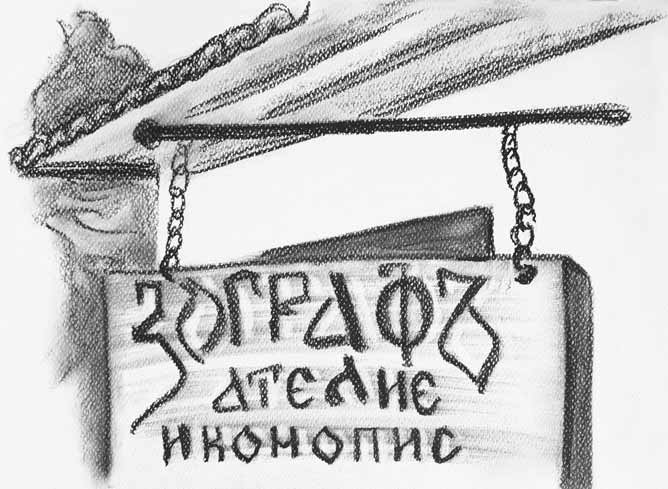 ЗОГРАФЪ
АТЕЛИЕ
ИКОНОПИС